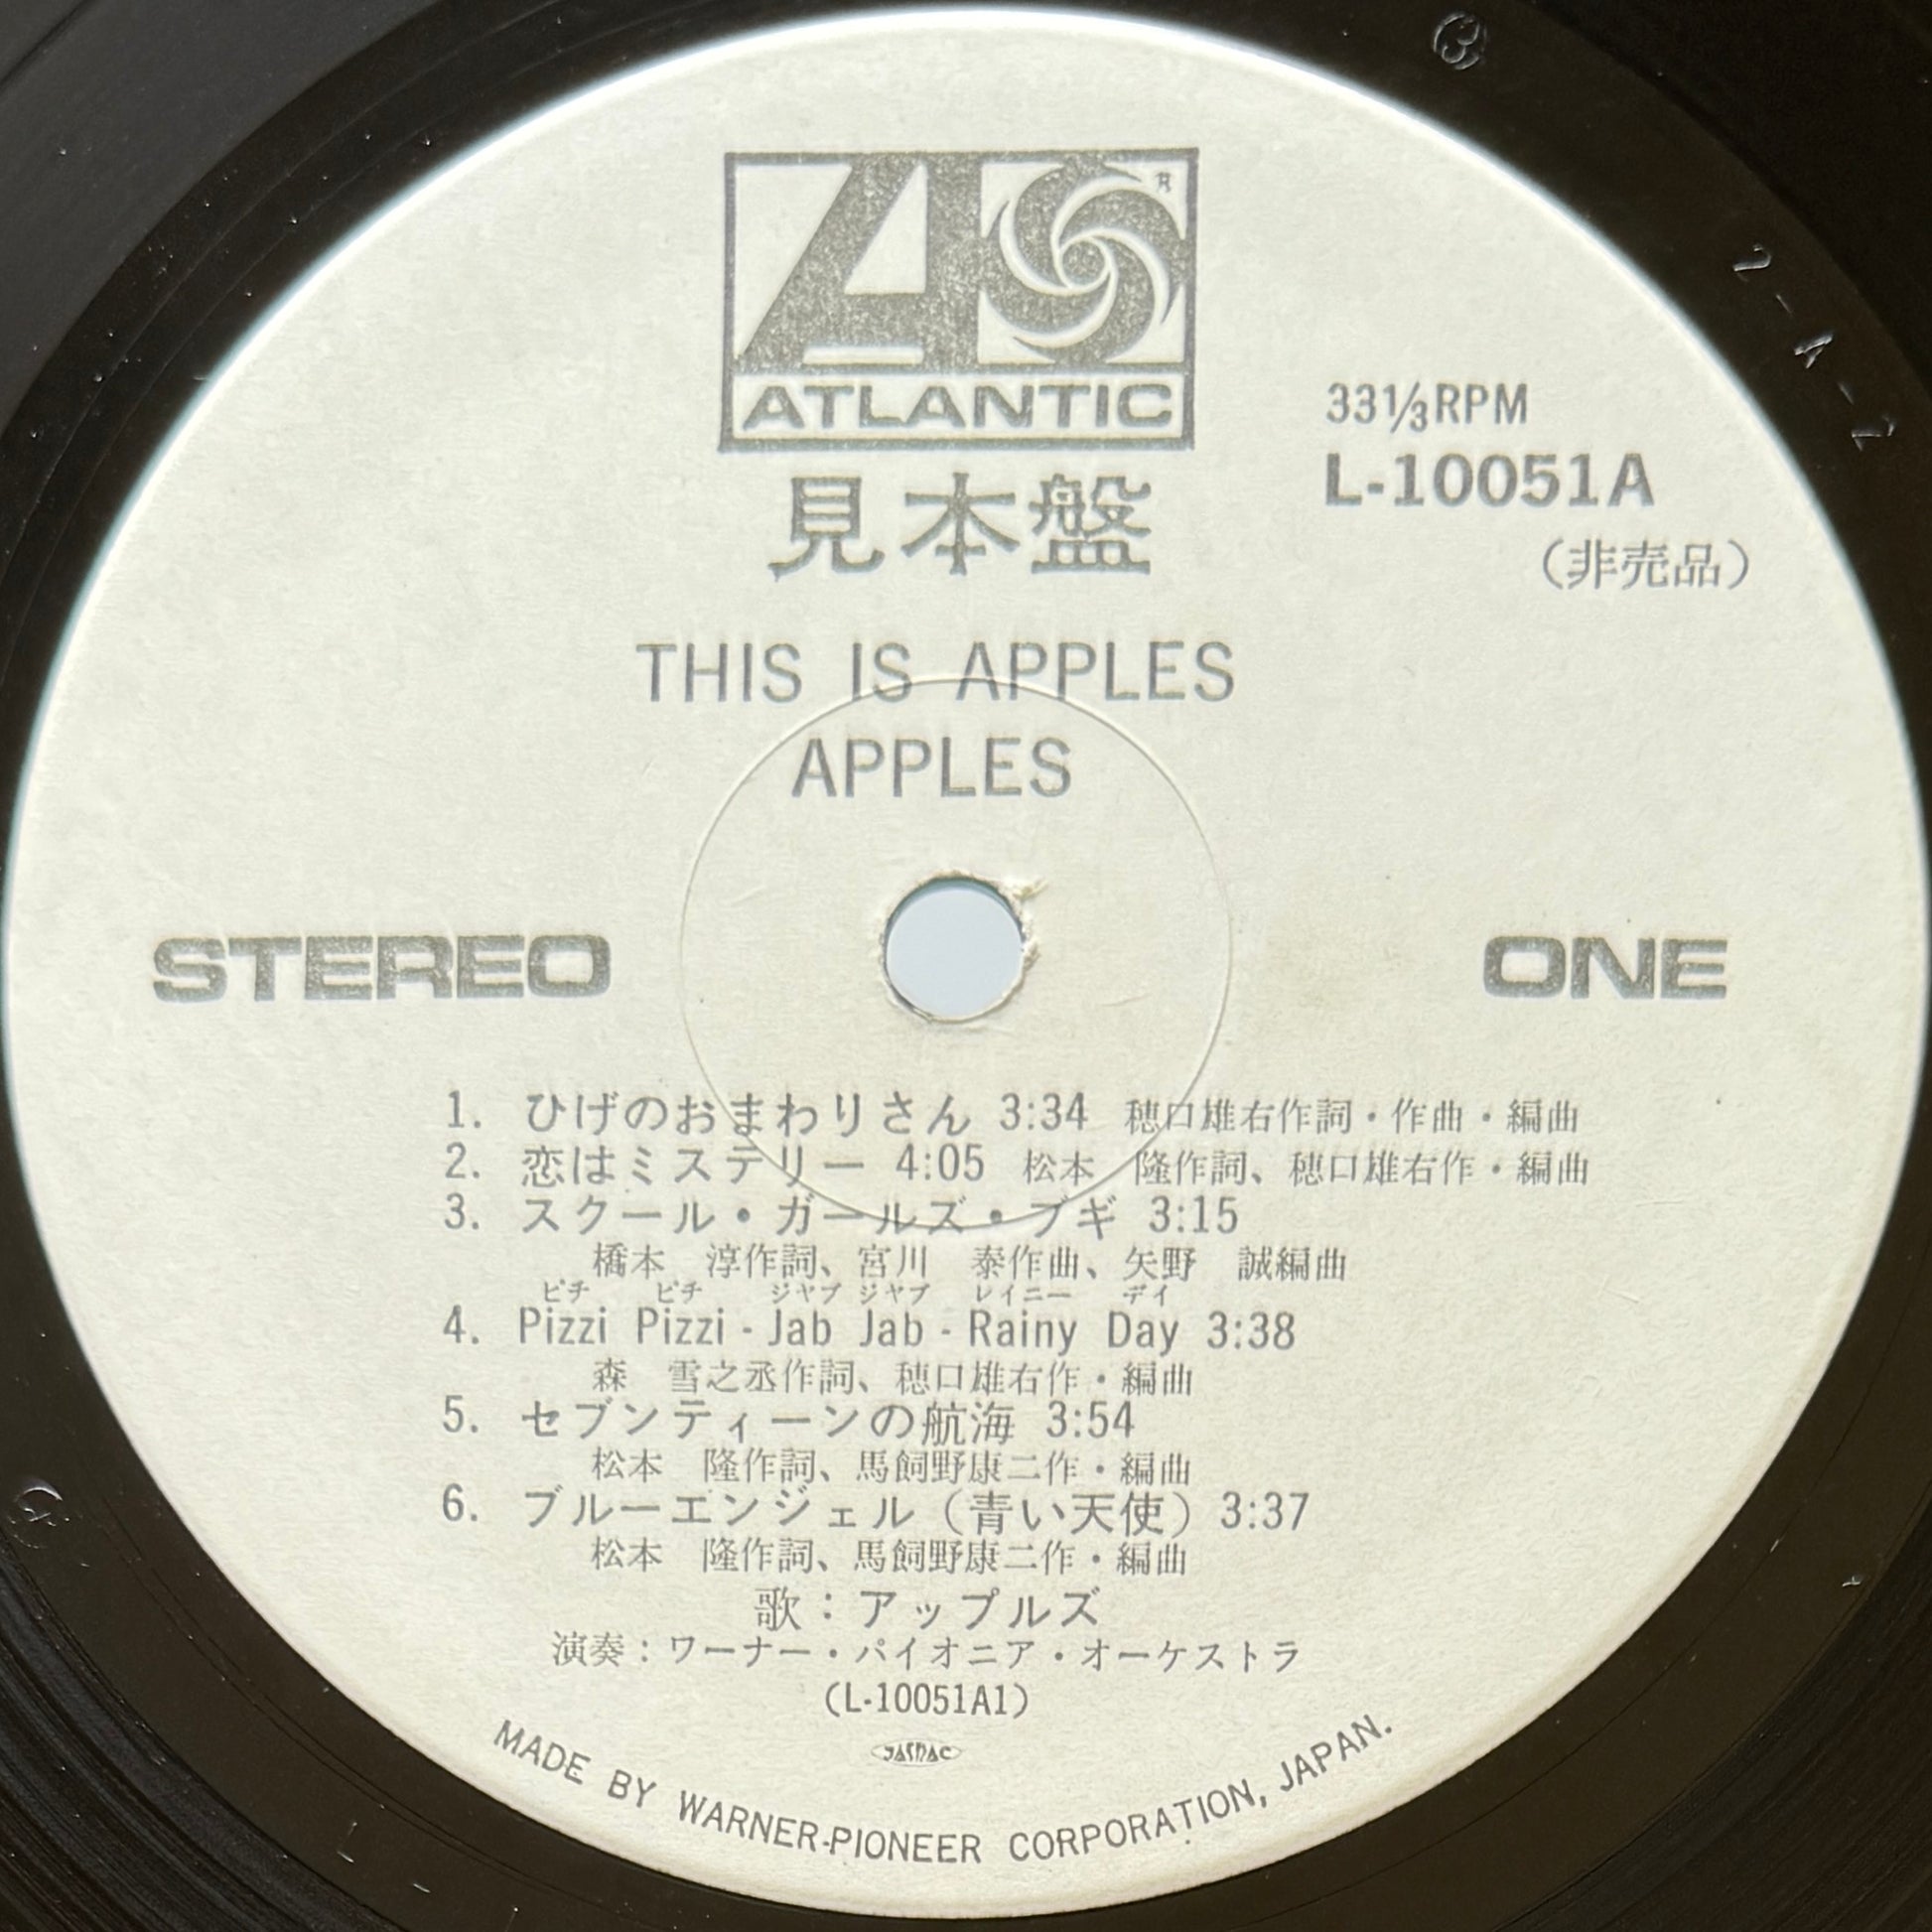 ATLANTIC
®
33⅓RPM
L-10051A
見本盤
(非売品)
THIS IS APPLES
APPLES
STEREO
ONE
1. ひげのおまわりさん 3:34 穂口雄右作詞・作曲・編曲
2. 恋はミステリー 4:05 松本 隆作詞、穂口雄右作・編曲
3. スクール・ガールズ・ブギ 3:15
橋本 淳作詞、宮川 泰作曲、矢野 誠編曲
ピチ ピチ ジャブ ジャブ レイニー デイ
4. Pizzi Pizzi - Jab Jab - Rainy Day 3:38
森 雪之丞作詞、穂口雄右作・編曲
5. セブンティーンの航海 3:54
松本 隆作詞、馬飼野康二作・編曲
6. ブルーエンジェル(青い天使) 3:37
松本 隆作詞、馬飼野康二作・編曲
歌：アップルズ
演奏：ワーナー・パイオニア・オーケストラ
(L-10051A1)
JASRAC
MADE BY WARNER-PIONEER CORPORATION, JAPAN.
2-A-2
(3)